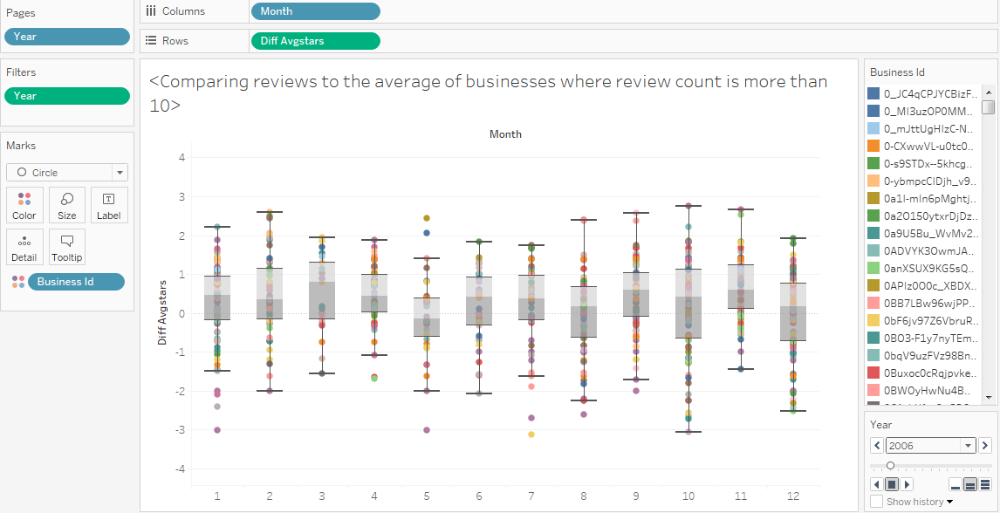 Pages
Year
Filters
Year
Marks
Circle
Color
Size
Label
Detail
Tooltip
Business Id
Columns
Month
Rows
Diff Avgstars
<Comparing reviews to the average of businesses where review count is more than
10>
Month
Diff Avgstars
4
3
2
1
0
-1
-2
-3
-4
1 2 3 4 5 6 7 8 9 10 11 12
Business Id
0_JC4qCPJYCBizF..
0_MI3uzOP0MM..
0_mJttUgHIzC-N..
0-CXwwVL-u0tc0..
0-s9STDx--5khcg..
0-ybmpcCIDjh_v9..
0a1I-mIn6pMghtj..
0a2O150ytxrDjDz..
0a9U5Bu_WvMv2..
0ADVYK3OwmJA..
0anXSUX9KG5sQ..
0APIz0O0c_XBDX..
0BB7LBw96wjPP..
0bF6jv97Z6VbruR..
0BO3-F1y7nyTEm..
0bqV9uzFVz98Bn..
0Buxoc0cRqjpvke..
0BWOyHwNu4B..
Year
2006
Show history